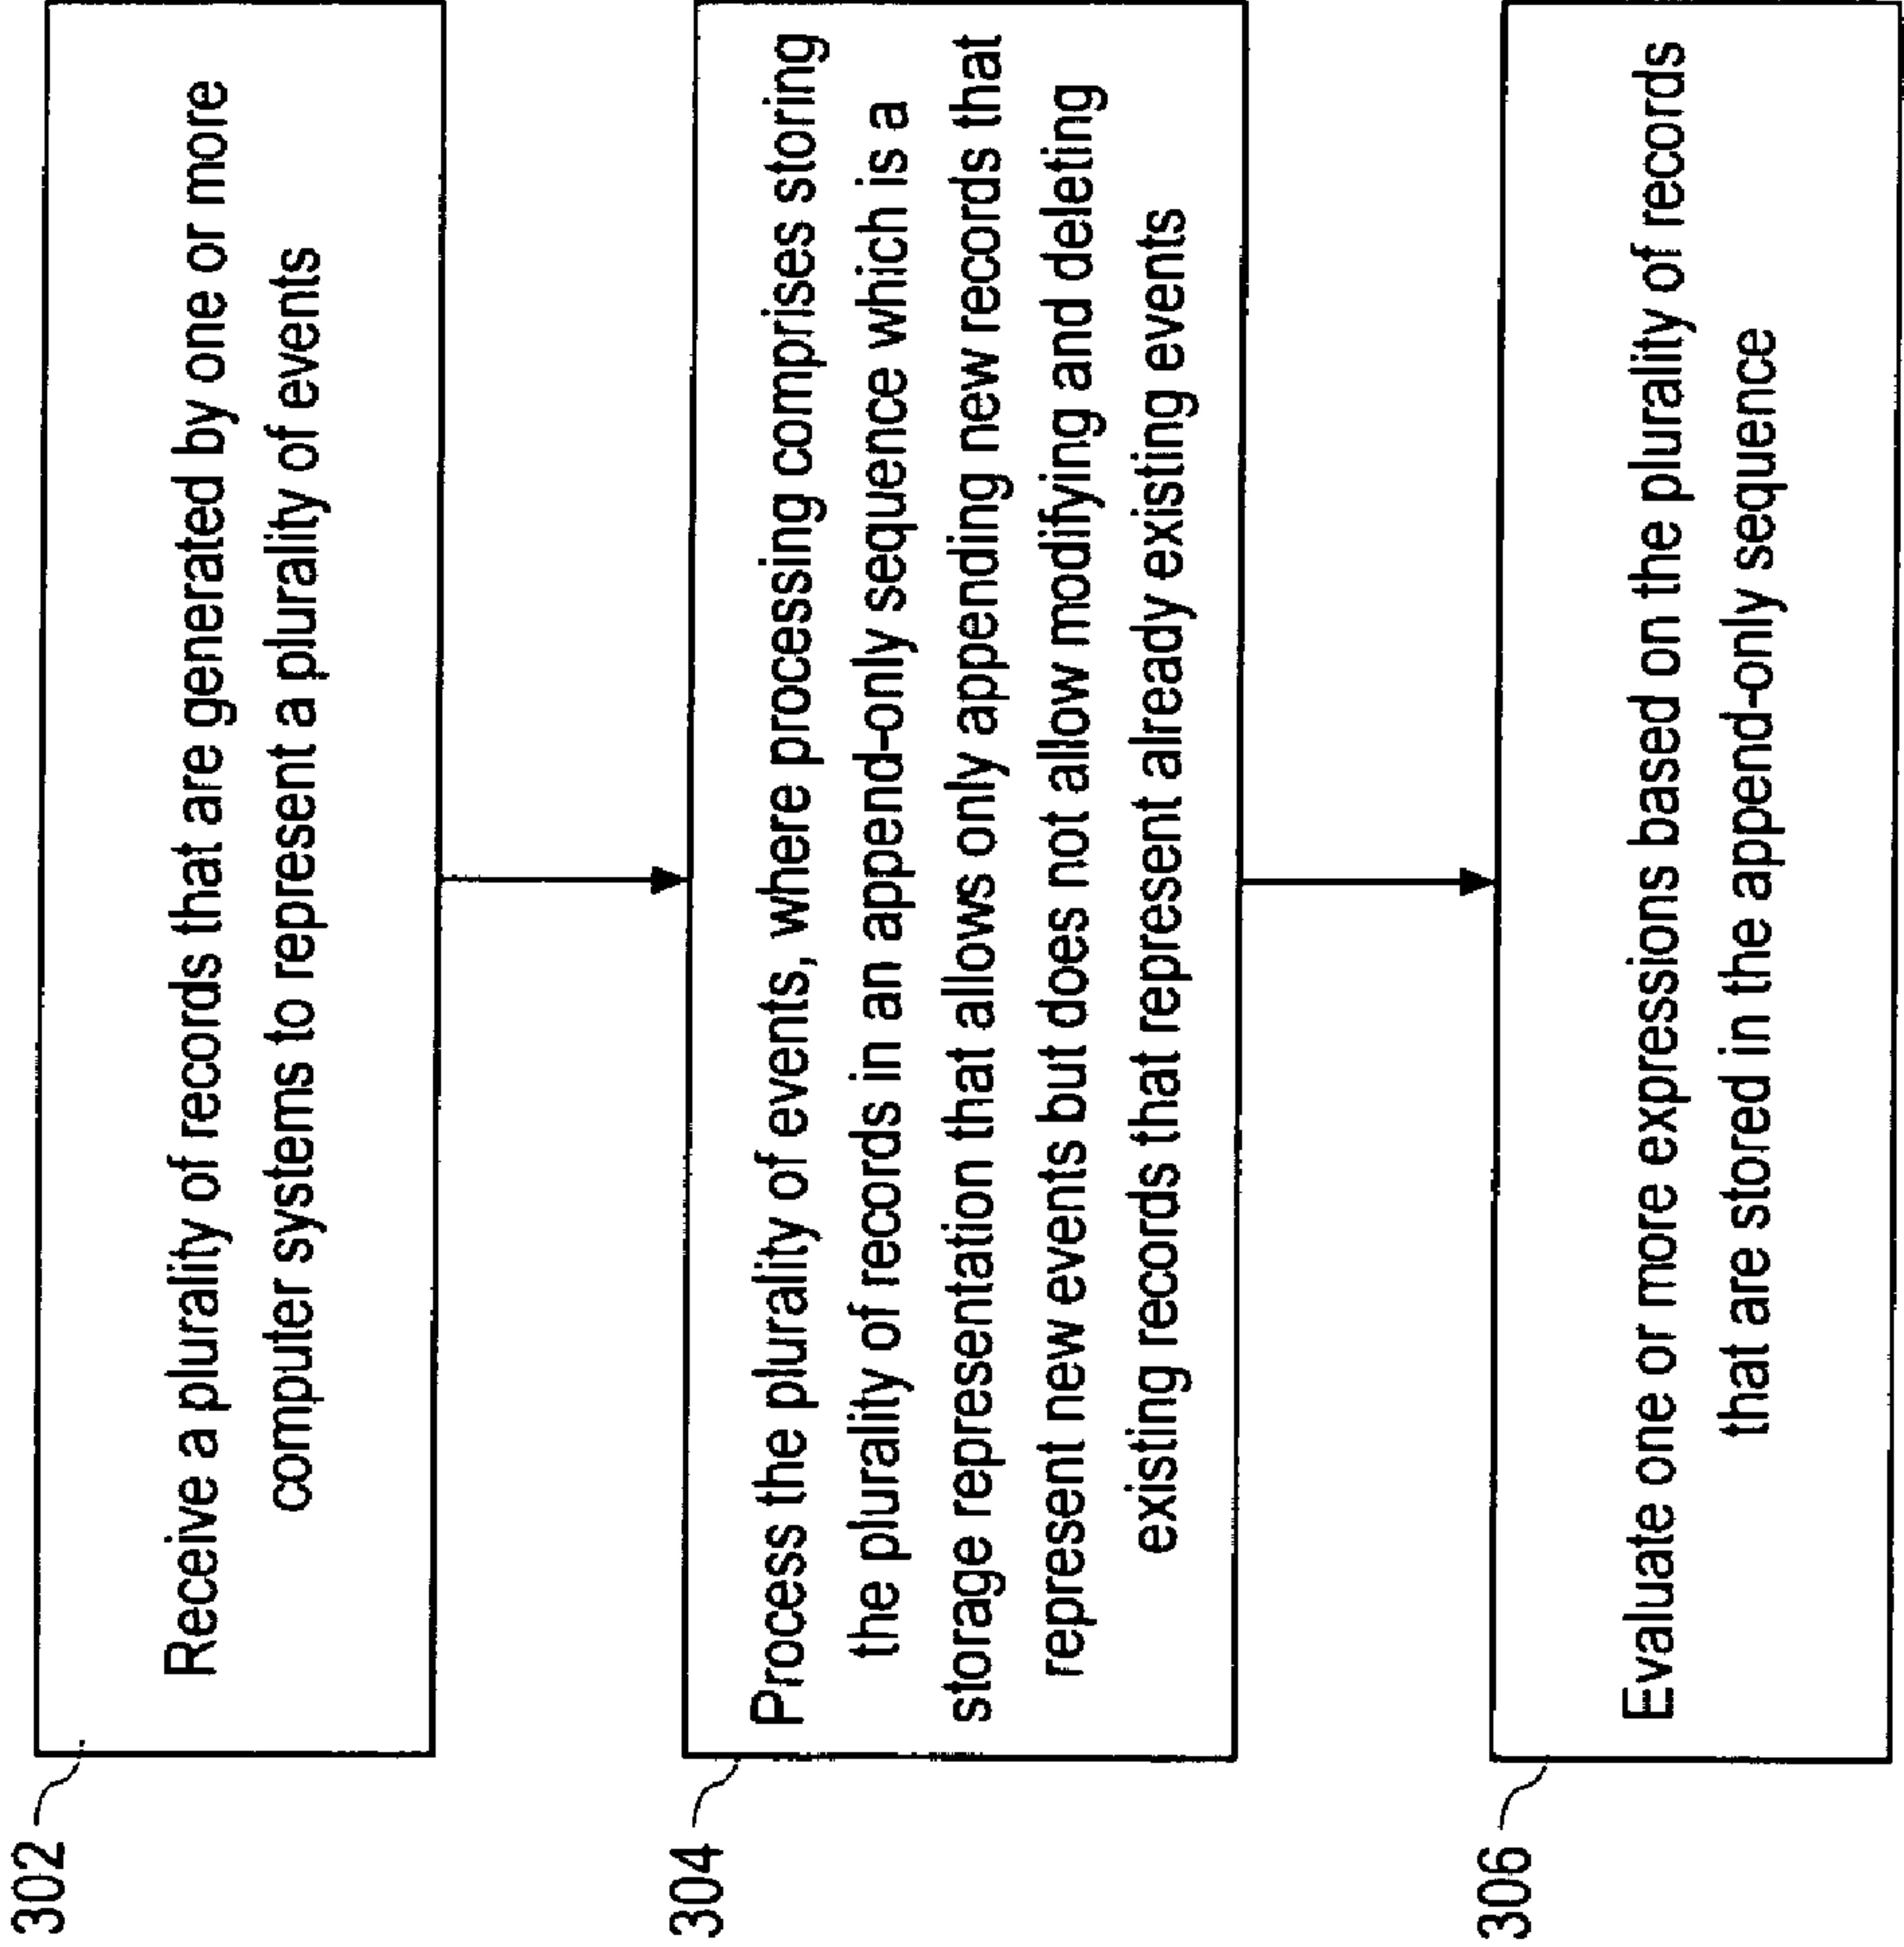 302
Receive a plurality of records that are generated by one or more
computer systems to represent a plurality of events
304
Process the plurality of events, where processing comprises storing
the plurality of records in an append-only sequence which is a
storage representation that allows only appending new records that
represent new events but does not allow modifying and deleting
existing records that represent already existing events
306
Evaluate one or more expressions based on the plurality of records
that are stored in the append-only sequence